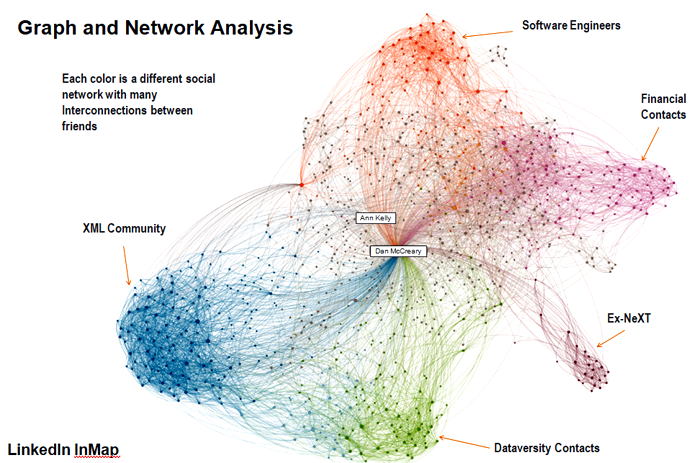 Graph and Network Analysis
Software Engineers
Each color is a different social
network with many
Interconnections between
friends
Financial
Contacts
Ann Kelly
XML Community
Dan McCreary
Ex-NeXT
LinkedIn InMap
Dataversity Contacts